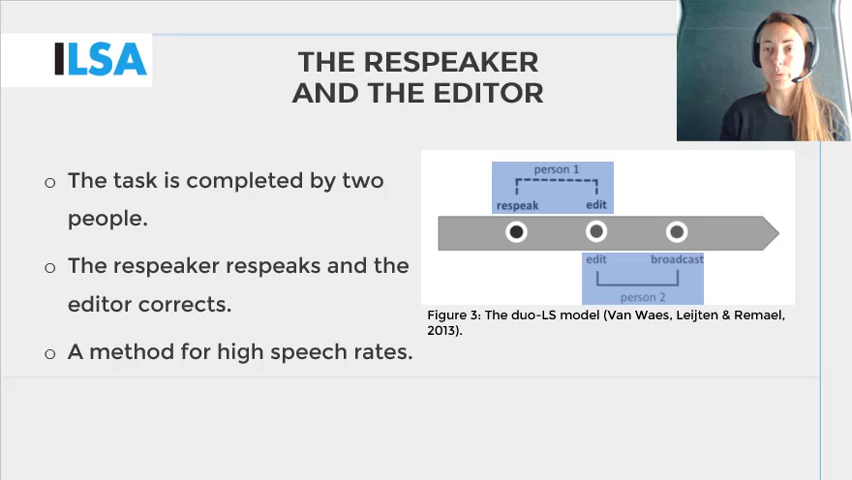 ILSA
THE RESPEAKER
AND THE EDITOR
o The task is completed by two
people.
o The respeaker respeaks and the
editor corrects.
o A method for high speech rates.
person 1
respeak edit
edit broadcast
person 2
Figure 3: The duo-LS model (Van Waes, Leijten & Remael,
2013).